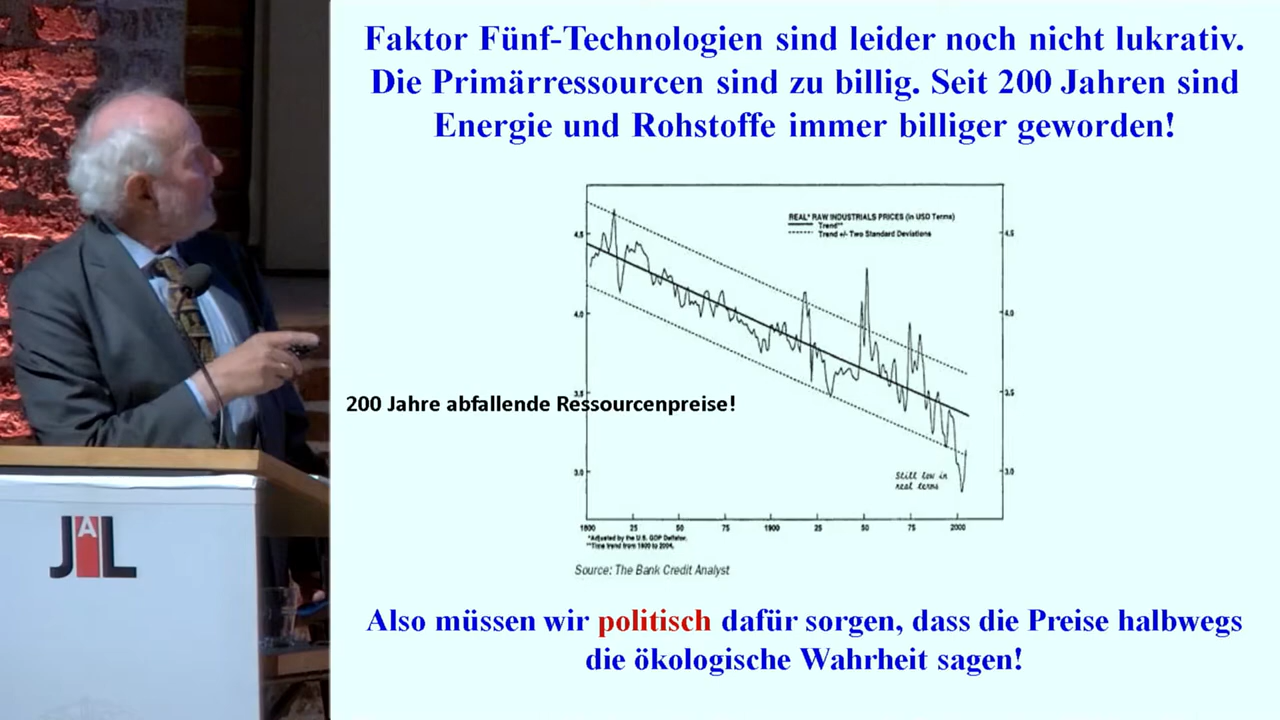 Faktor Fünf-Technologien sind leider noch nicht lukrativ.
Die Primärressourcen sind zu billig. Seit 200 Jahren sind
Energie und Rohstoffe immer billiger geworden!
REAL* RAW INDUSTRIALS PRICES (in USD Terms)
Trend**
Trend +/- Two Standard Deviations
4.5
4.5
4.0
4.0
3.5
3.5
200 Jahre abfallende Ressourcenpreise!
3.0
3.0
Still low in
real terms
1800 25 50 75 1900 25 50 75 2000
*Adjusted by the U.S. GDP Deflator.
**Time trend from 1800 to 2004.
Source: The Bank Credit Analyst
JAL
Also müssen wir politisch dafür sorgen, dass die Preise halbwegs
die ökologische Wahrheit sagen!